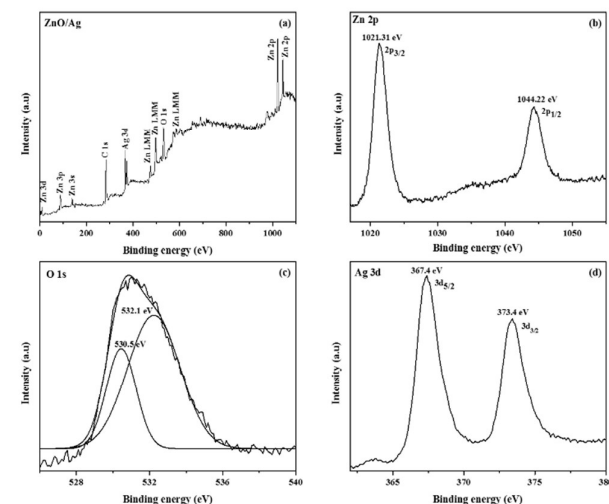 ZnO/Ag
(a)
Zn 3d
Zn 3p
Zn 3s
C 1s
Ag 3d
Zn LMM
Zn LMM
O 1s
Zn LMM
Zn 2p
Zn 2p
Intensity (a.u)
0 200 400 600 800 1000
Binding energy (eV)
Zn 2p
(b)
1021.31 eV
2p3/2
1044.22 eV
2p1/2
Intensity (a.u)
1020 1030 1040 1050
Binding energy (eV)
O 1s
(c)
532.1 eV
530.5 eV
Intensity (a.u)
528 532 536 540
Binding energy (eV)
Ag 3d
(d)
367.4 eV
3d5/2
373.4 eV
3d3/2
Intensity (a.u)
365 370 375 380
Binding energy (eV)